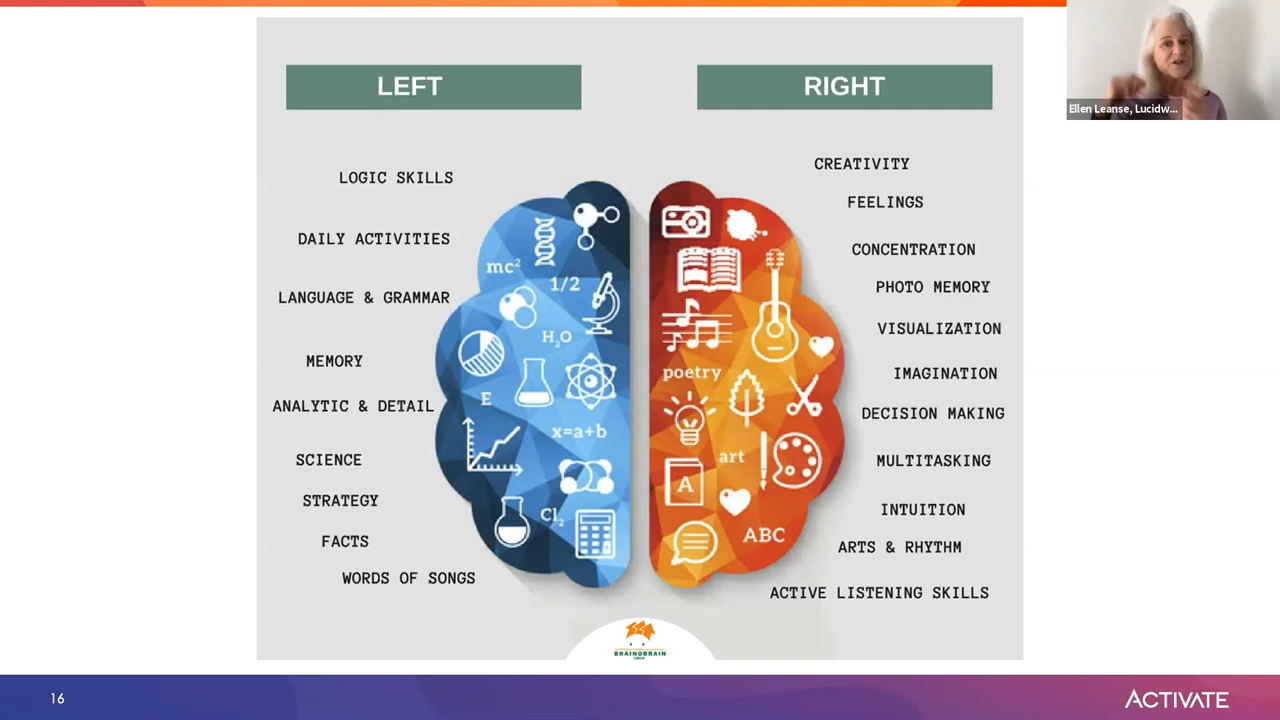 Ellen Leanse, Lucidw...
LEFT
RIGHT
LOGIC SKILLS
DAILY ACTIVITIES
LANGUAGE & GRAMMAR
MEMORY
ANALYTIC & DETAIL
SCIENCE
STRATEGY
FACTS
WORDS OF SONGS
mc²
1/2
H₂O
E
x=a+b
Cl₂
poetry
art
A
ABC
CREATIVITY
FEELINGS
CONCENTRATION
PHOTO MEMORY
VISUALIZATION
IMAGINATION
DECISION MAKING
MULTITASKING
INTUITION
ARTS & RHYTHM
ACTIVE LISTENING SKILLS
BRAINOBRAIN
16
ACTIVATE